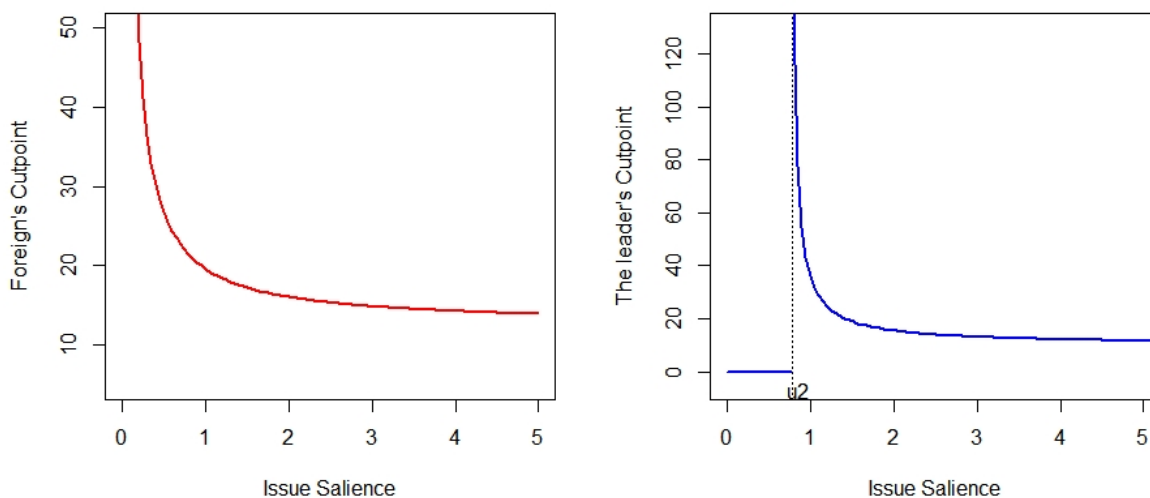 Foreign's Cutpoint
50
40
30
20
10
0 1 2 3 4 5
Issue Salience
The leader's Cutpoint
120
100
80
60
40
20
0
u2
0 1 2 3 4 5
Issue Salience